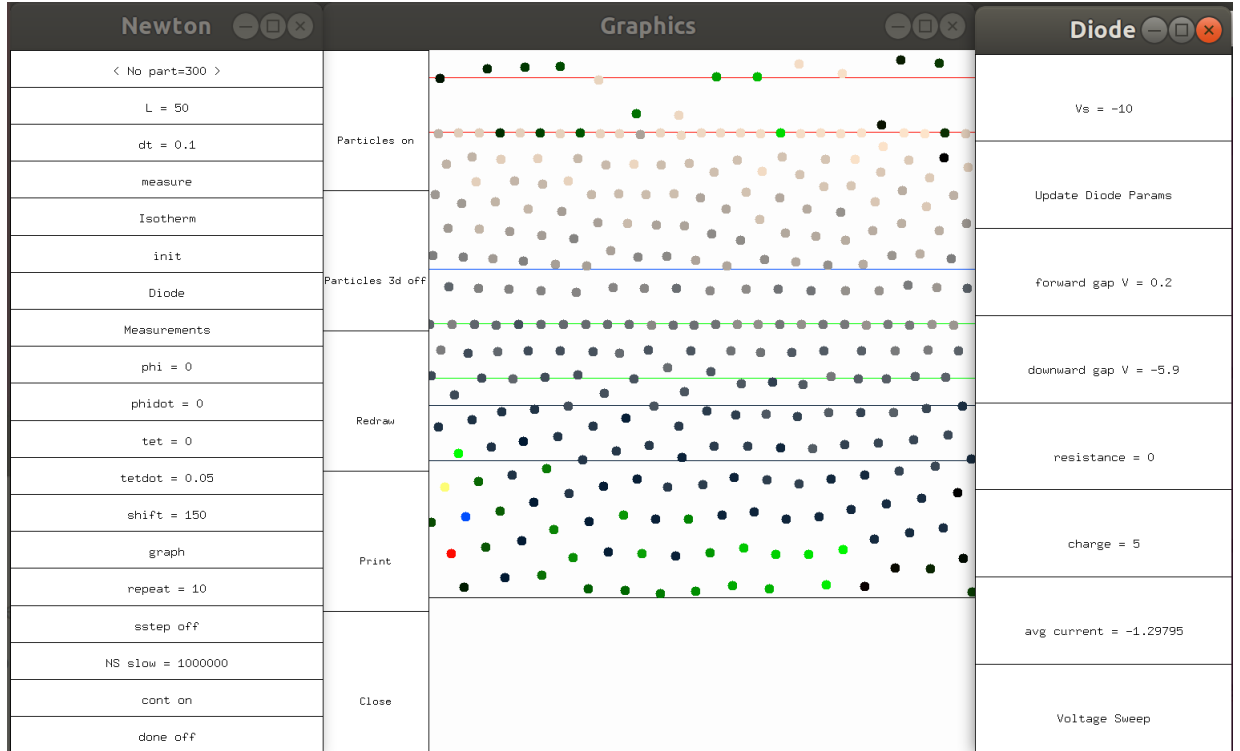 Newton
< No part=300 >
L = 50
dt = 0.1
measure
Isotherm
init
Diode
Measurements
phi = 0
phidot = 0
tet = 0
tetdot = 0.05
shift = 150
graph
repeat = 10
sstep off
NS slow = 1000000
cont on
done off
Graphics
Particles on
Particles 3d off
Redraw
Print
Close
Diode
Vs = -10
Update Diode Params
forward gap V = 0.2
downward gap V = -5.9
resistance = 0
charge = 5
avg current = -1.29795
Voltage Sweep